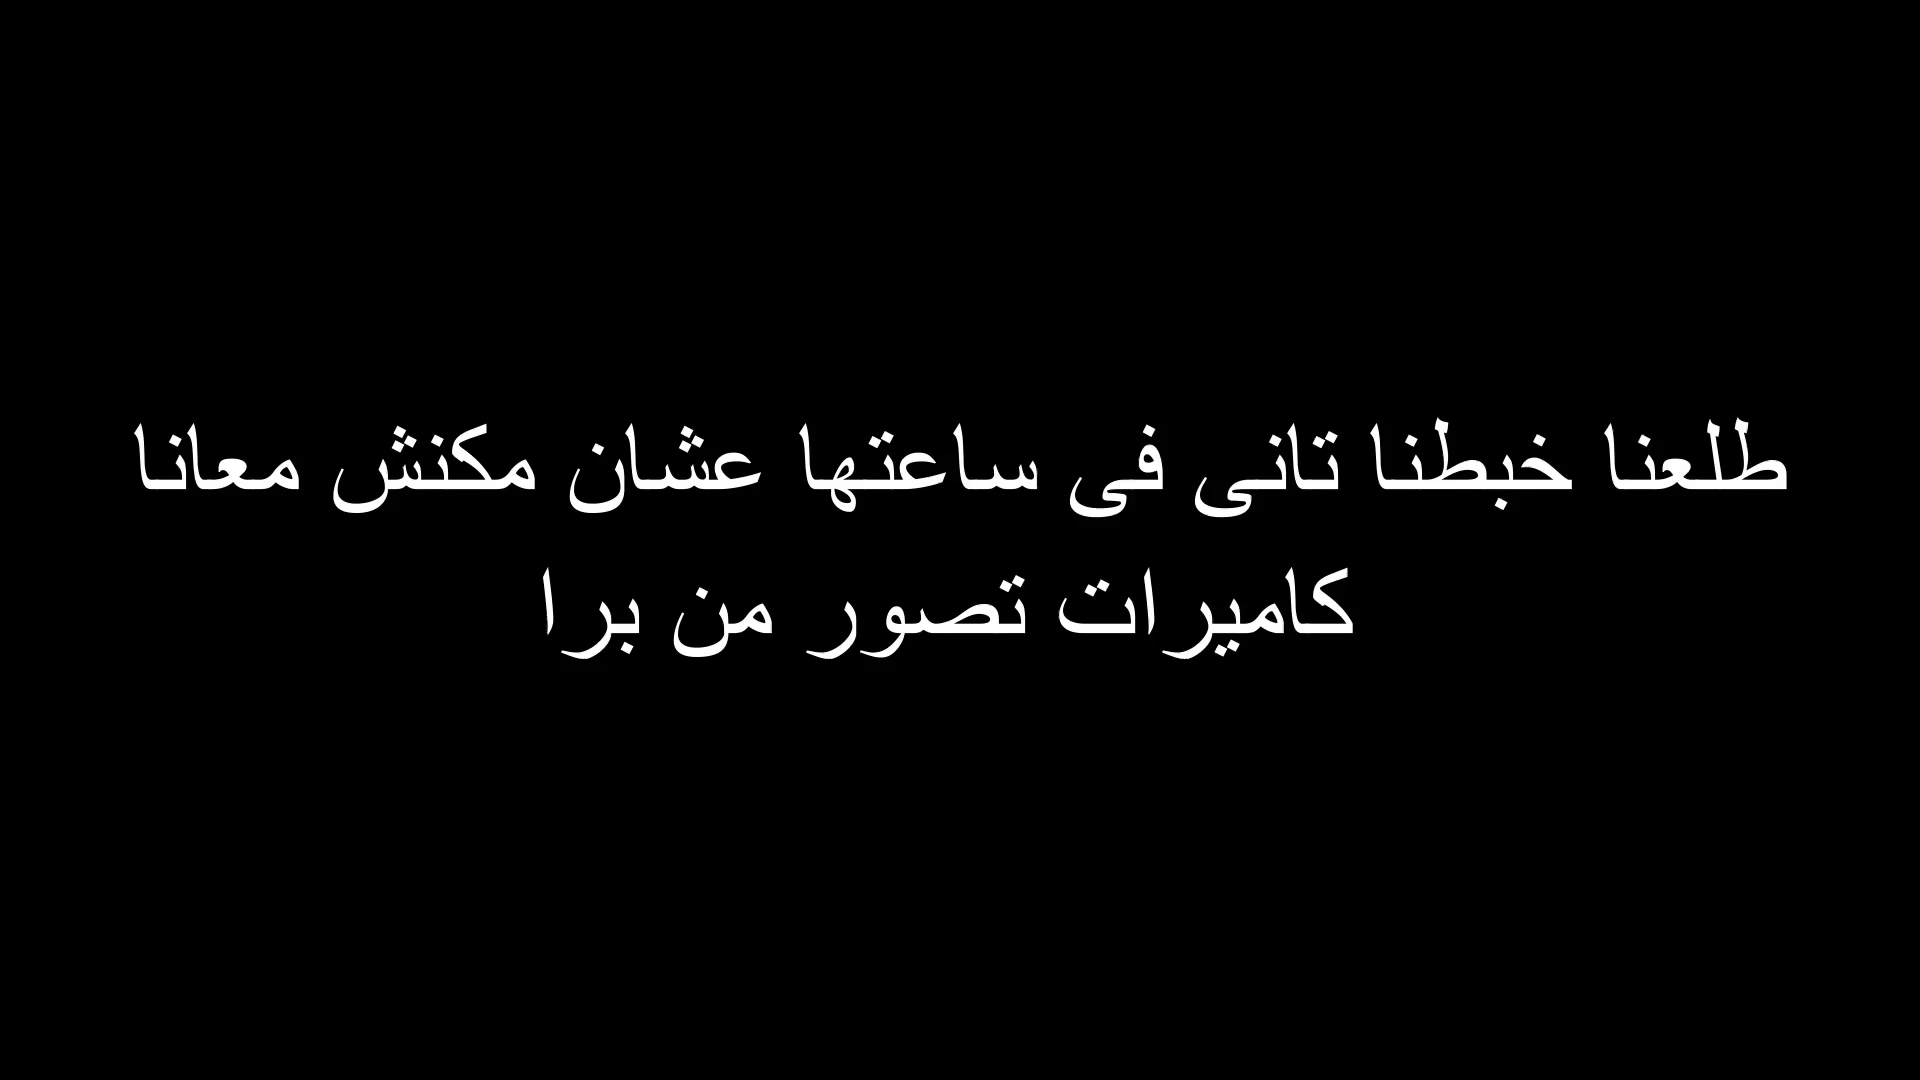 طلعنا خبطنا تانى فى ساعتها عشان مكنش معانا
كاميرات تصور من برا